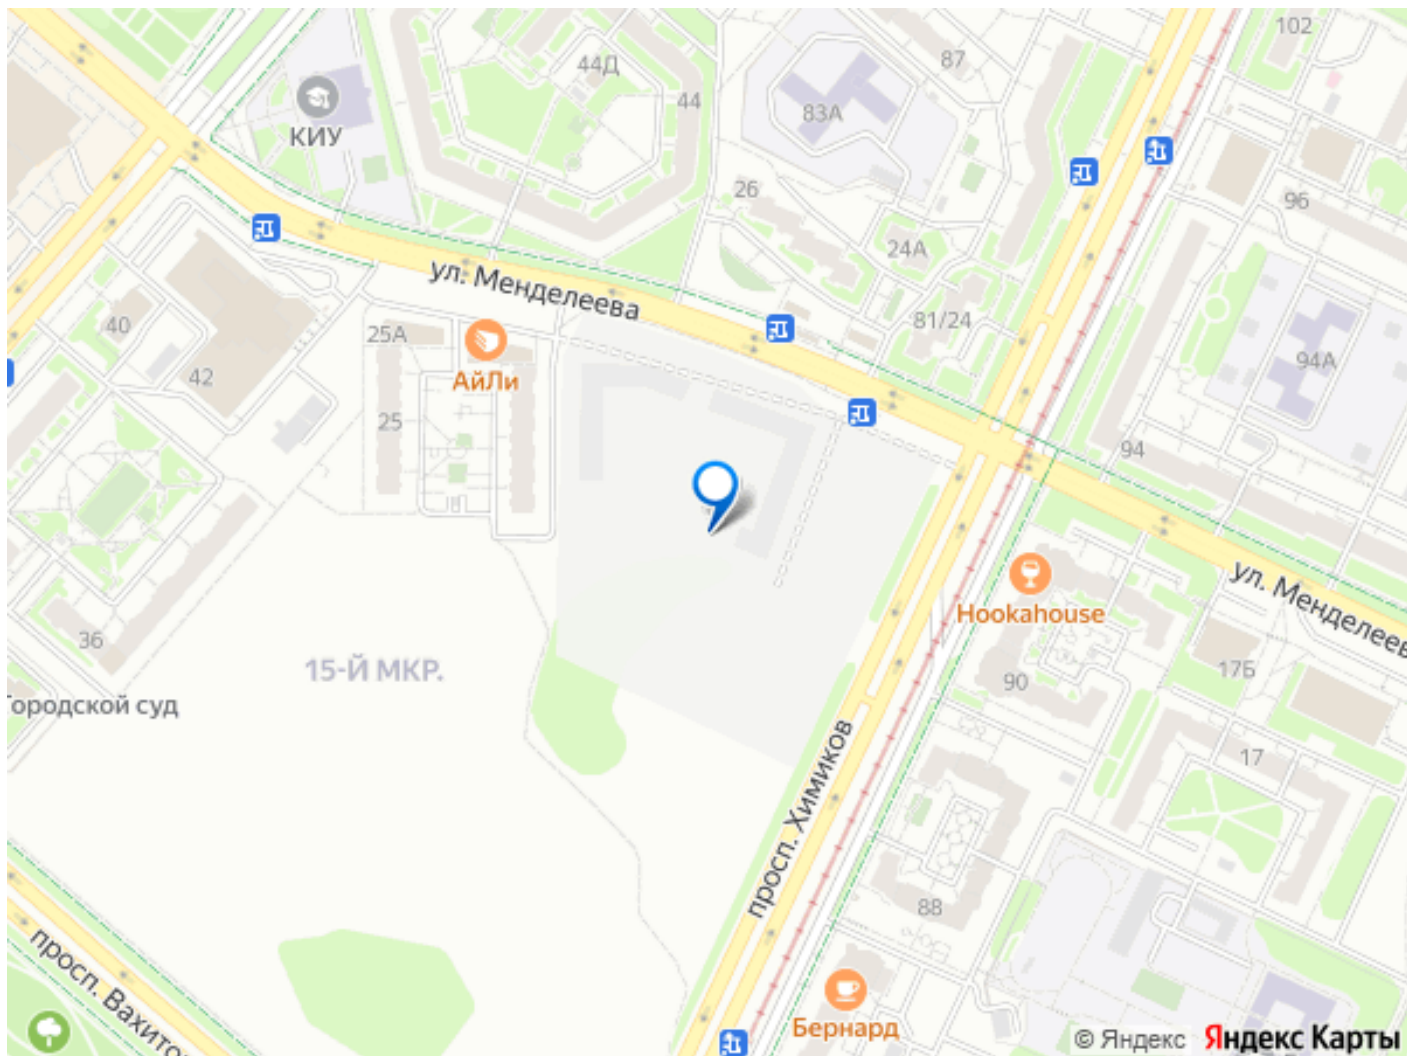 102
44Д
87
44
83А
КИУ
26
96
24А
ул. Менделеева
81/24
40
25А
94А
АйЛи
42
25
94
ул. Менделеев
Hookahouse
36
15-Й МКР.
90
17Б
Городской суд
17
просп. Химиков
88
просп. Вахитов
Бернард
© Яндекс Яндекс Карты